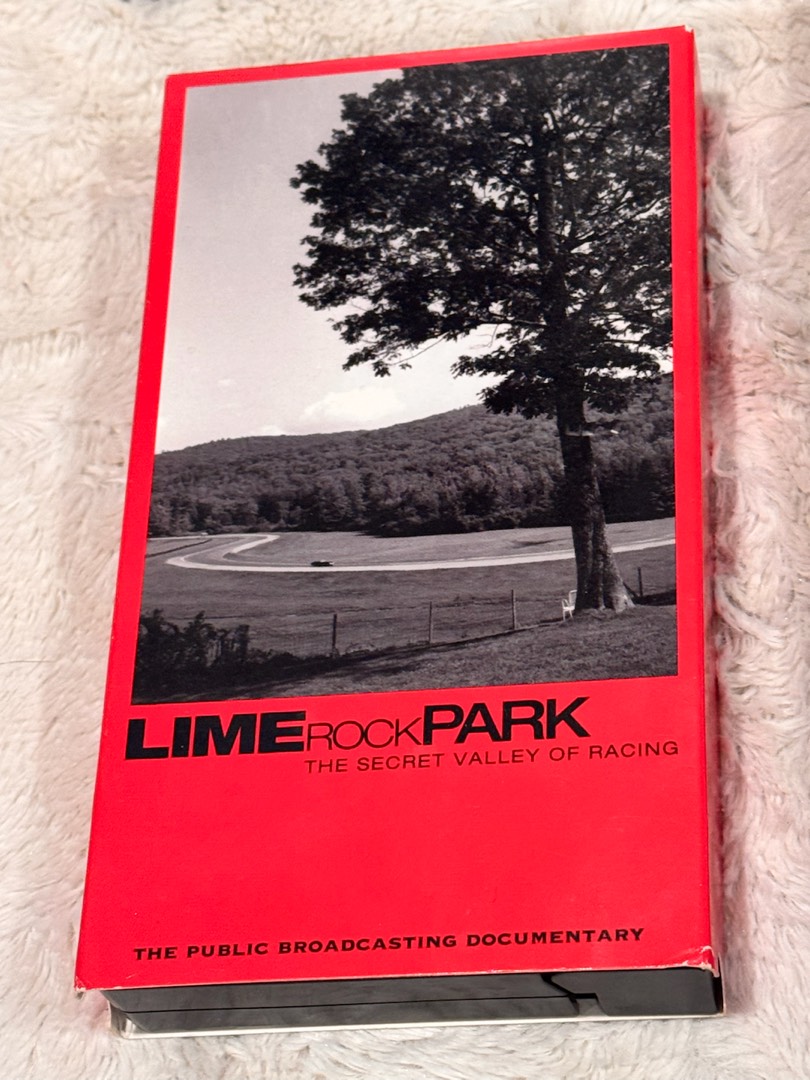 LIMEROCKPARK
THE SECRET VALLEY OF RACING
THE PUBLIC BROADCASTING DOCUMENTARY